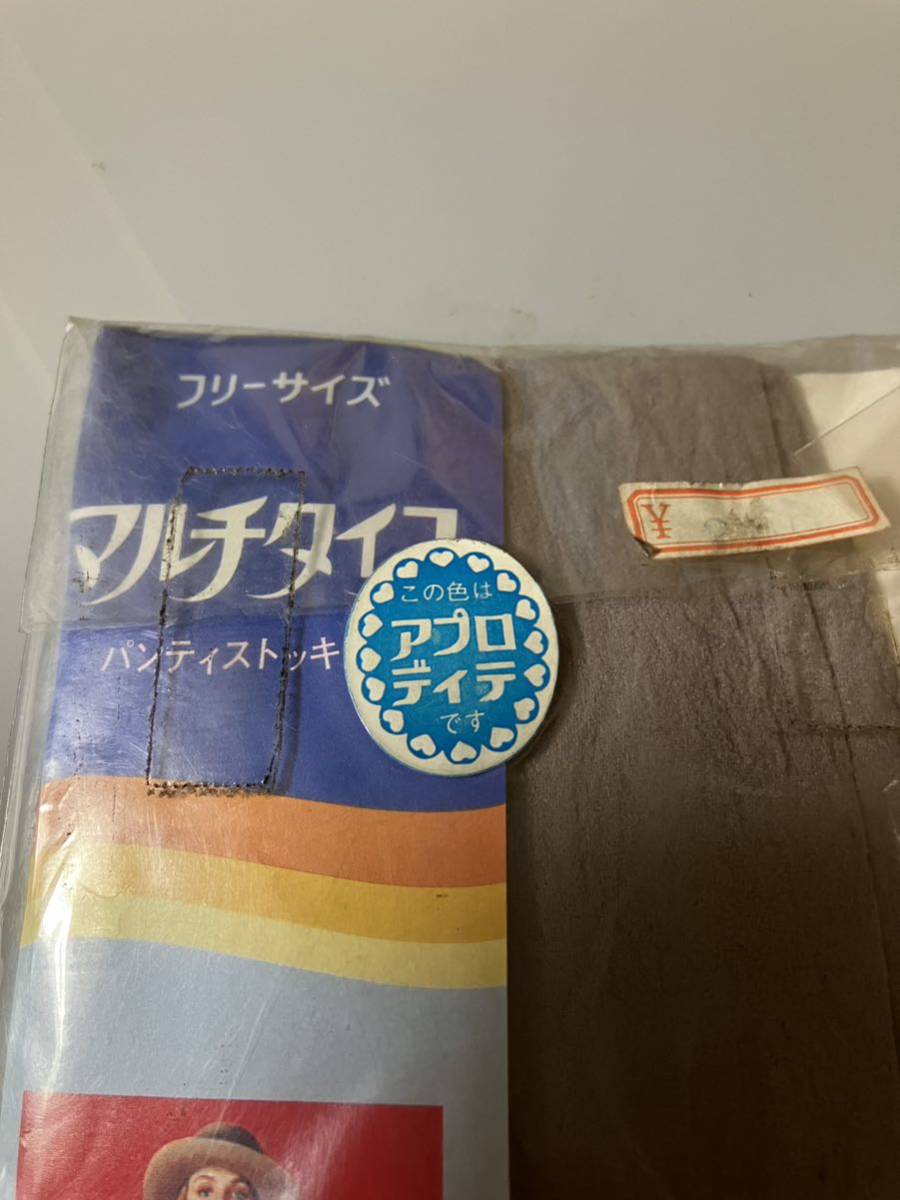 フリーサイズ
マルチタイプ
パンティストッキ
この色は
アプロ
ディテ
です
¥